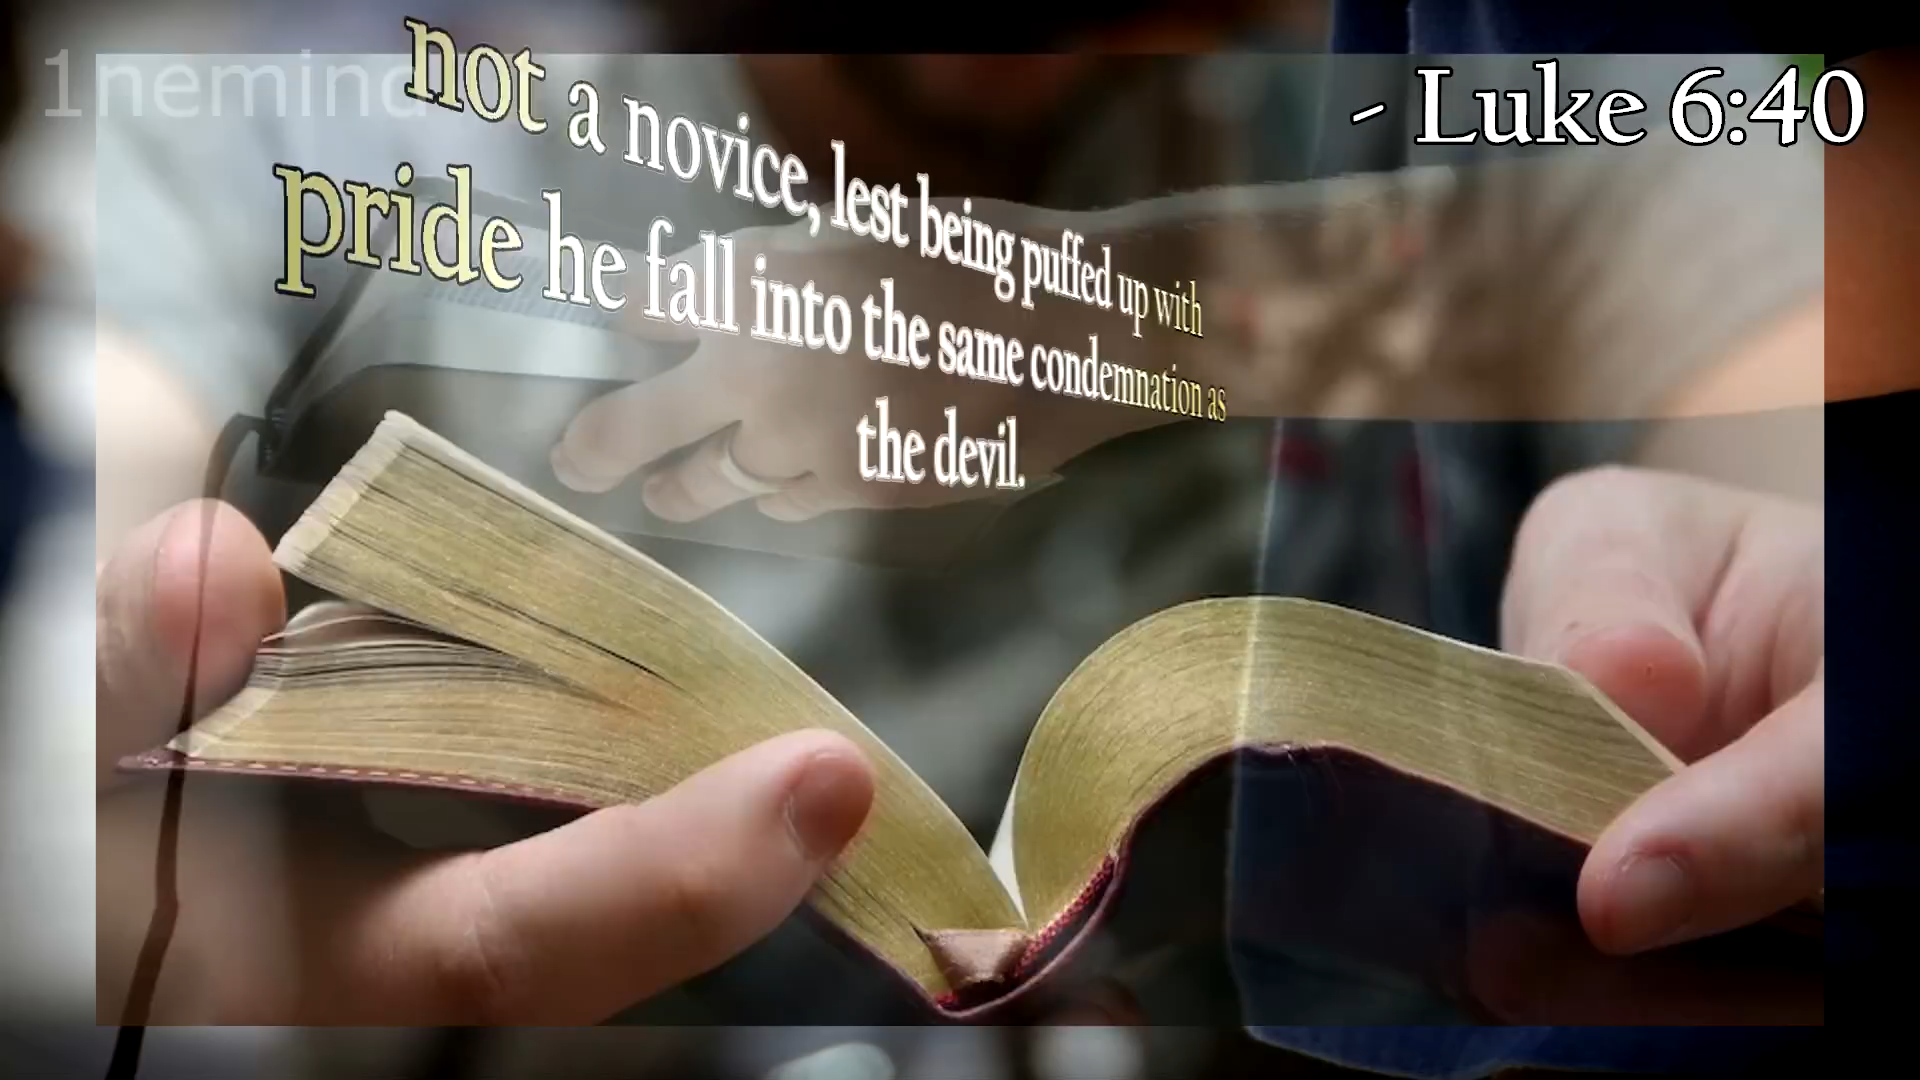 1nemind
- Luke 6:40
not a novice, lest being puffed up with
pride he fall into the same condemnation as
the devil.